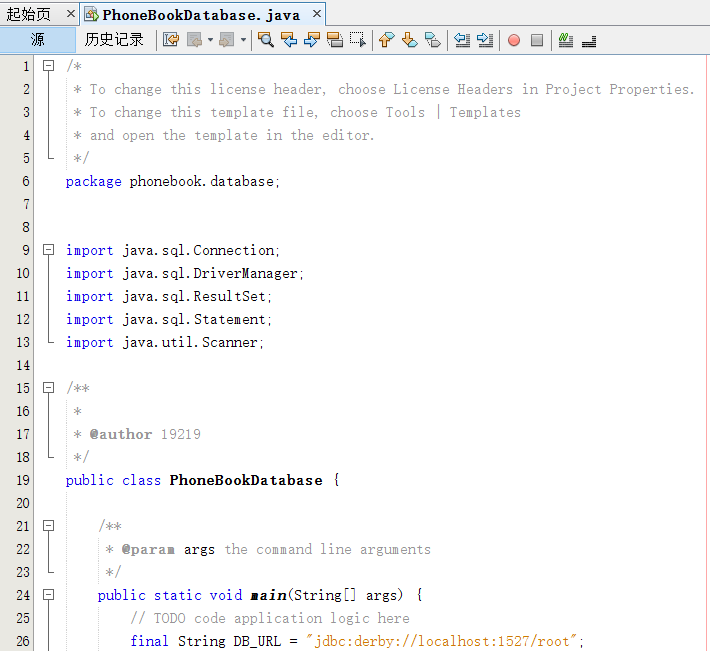 起始页 × PhoneBookDatabase.java ×
源 历史记录
1 /*
2 * To change this license header, choose License Headers in Project Properties.
3 * To change this template file, choose Tools | Templates
4 * and open the template in the editor.
5 */
6 package phonebook.database;
7
8
9 import java.sql.Connection;
10 import java.sql.DriverManager;
11 import java.sql.ResultSet;
12 import java.sql.Statement;
13 import java.util.Scanner;
14
15 /**
16 *
17 * @author 19219
18 */
19 public class PhoneBookDatabase {
20
21 /**
22 * @param args the command line arguments
23 */
24 public static void main(String[] args) {
25 // TODO code application logic here
26 final String DB_URL = "jdbc:derby://localhost:1527/root";